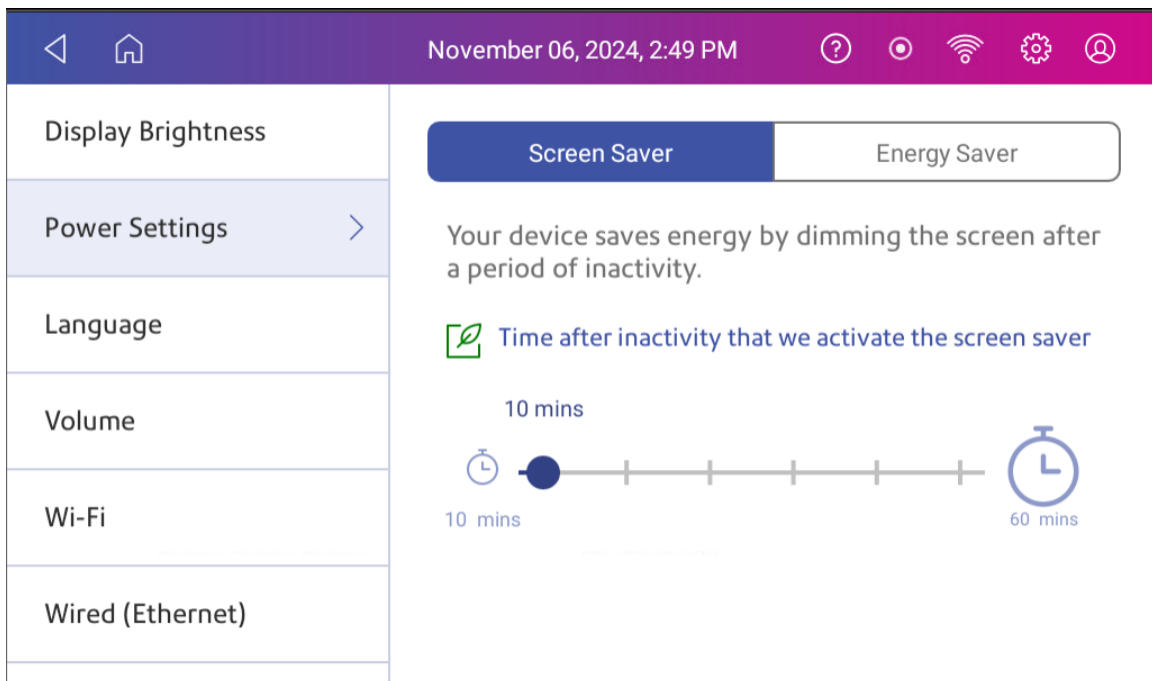 November 06, 2024, 2:49 PM
Display Brightness
Power Settings
Language
Volume
Wi-Fi
Wired (Ethernet)
Screen Saver
Energy Saver
Your device saves energy by dimming the screen after
a period of inactivity.
Time after inactivity that we activate the screen saver
10 mins
10 mins
60 mins